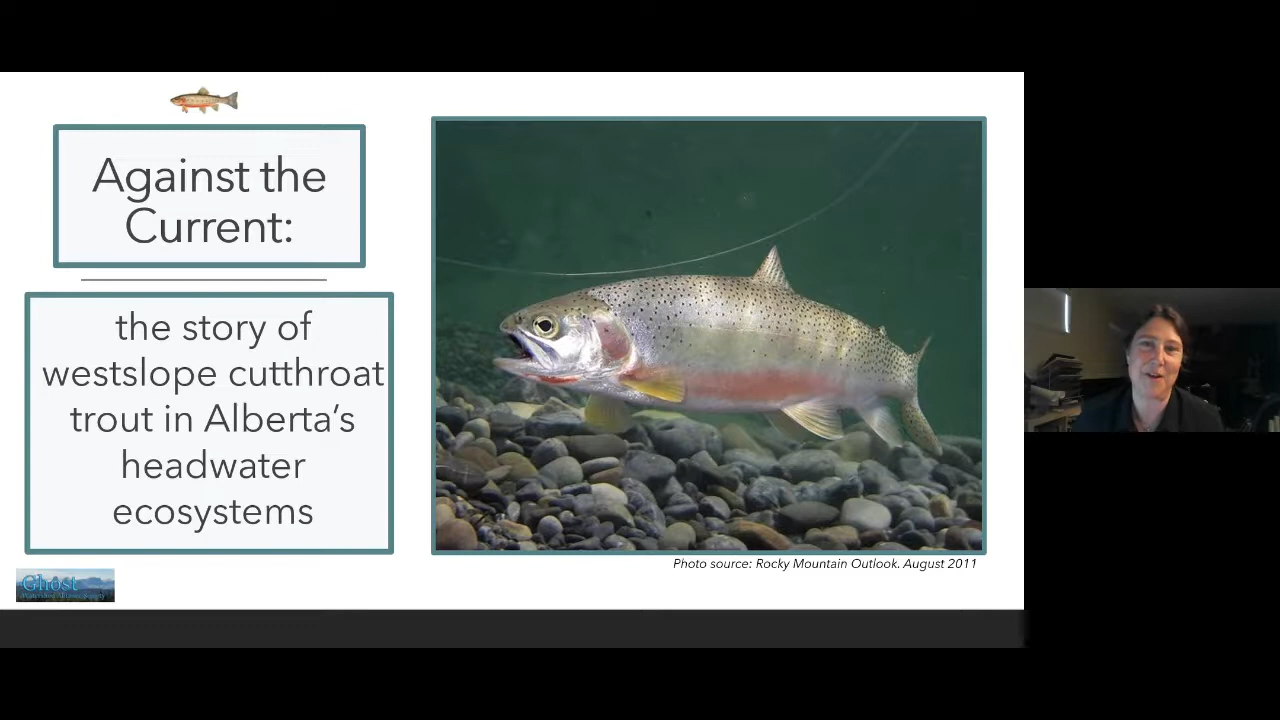 Against the
Current:
the story of
westslope cutthroat
trout in Alberta's
headwater
ecosystems
Photo source: Rocky Mountain Outlook. August 2011
Ghost